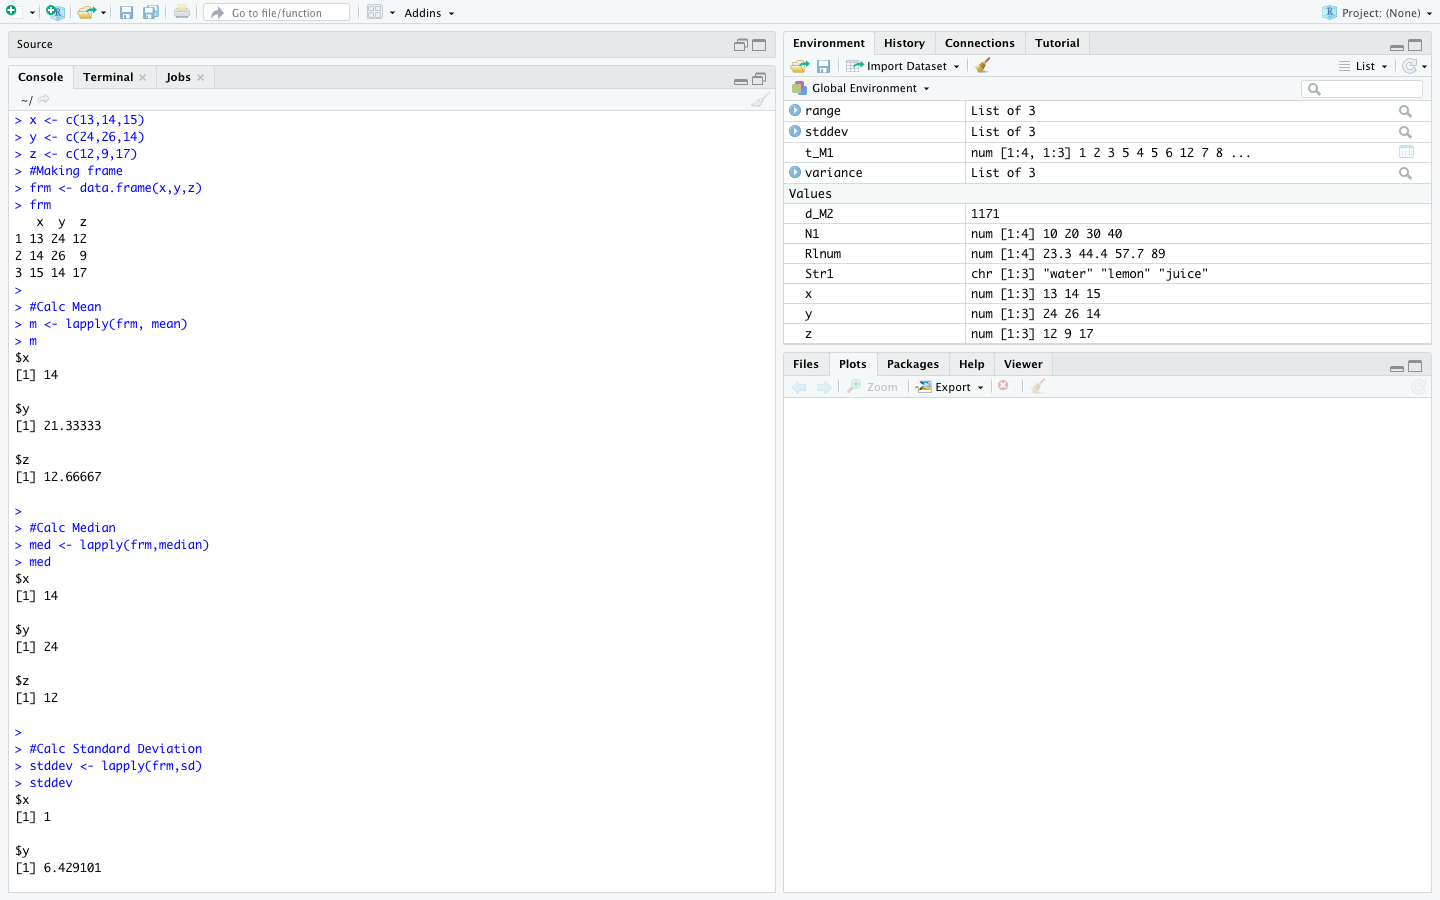 Go to file/function
Addins
Project: (None)
Source
Console
Terminal
Jobs
~/
> x <- c(13,14,15)
> y <- c(24,26,14)
> z <- c(12,9,17)
> #Making frame
> frm <- data.frame(x,y,z)
> frm
   x  y  z
1 13 24 12
2 14 26  9
3 15 14 17
>
> #Calc Mean
> m <- lapply(frm, mean)
> m
$x
[1] 14
$y
[1] 21.33333
$z
[1] 12.66667
>
> #Calc Median
> med <- lapply(frm,median)
> med
$x
[1] 14
$y
[1] 24
$z
[1] 12
>
> #Calc Standard Deviation
> stddev <- lapply(frm,sd)
> stddev
$x
[1] 1
$y
[1] 6.429101
Environment
History
Connections
Tutorial
Import Dataset
List
Global Environment
range List of 3
stddev List of 3
t_M1 num [1:4, 1:3] 1 2 3 5 4 5 6 12 7 8 ...
variance List of 3
Values
d_MZ 1171
N1 num [1:4] 10 20 30 40
Rlnum num [1:4] 23.3 44.4 57.7 89
Str1 chr [1:3] "water" "lemon" "juice"
x num [1:3] 13 14 15
y num [1:3] 24 26 14
z num [1:3] 12 9 17
Files
Plots
Packages
Help
Viewer
Zoom
Export